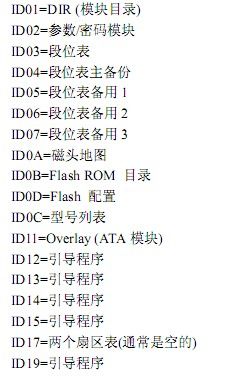 ID01=DIR (模块目录)
ID02=参数/密码模块
ID03=段位表
ID04=段位表主备份
ID05=段位表备用 1
ID06=段位表备用 2
ID07=段位表备用 3
ID0A=磁头地图
ID0B=Flash ROM 目录
ID0D=Flash 配置
ID0C=型号列表
ID11=Overlay (ATA 模块)
ID12=引导程序
ID13=引导程序
ID14=引导程序
ID15=引导程序
ID17=两个扇区表(通常是空的)
ID19=引导程序